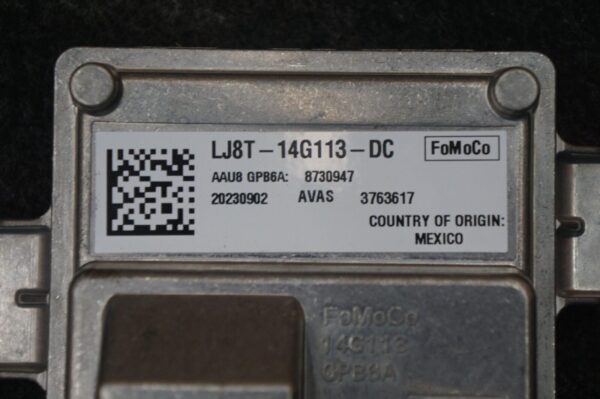 LJ8T-14G113-DC FoMoCo
AAU8 GPB6A: 8730947
20230902 AVAS 3763617
COUNTRY OF ORIGIN:
MEXICO
FoMoCo
14G113
GPB6A